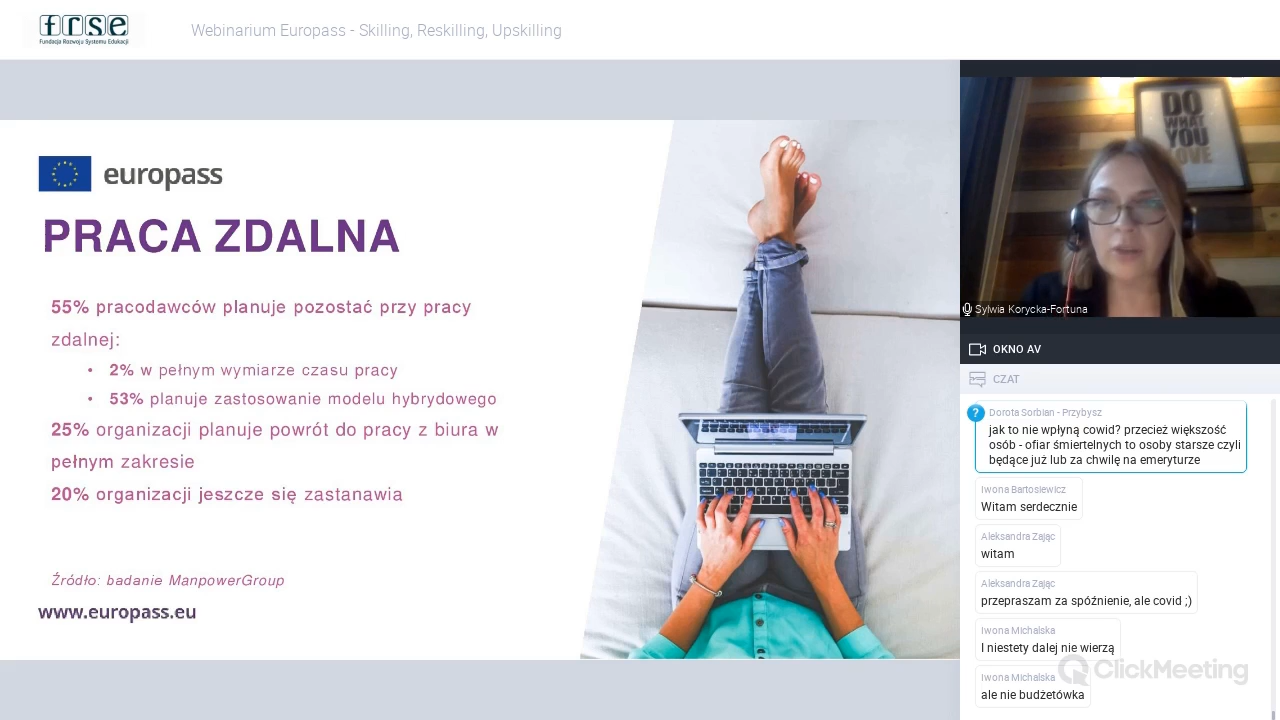 frse
Fundacja Rozwoju Systemu Edukacji
Webinarium Europass - Skilling, Reskilling, Upskilling
europass
PRACA ZDALNA
55% pracodawców planuje pozostać przy pracy
zdalnej:
• 2% w pełnym wymiarze czasu pracy
• 53% planuje zastosowanie modelu hybrydowego
25% organizacji planuje powrót do pracy z biura w
pełnym zakresie
20% organizacji jeszcze się zastanawia
Źródło: badanie ManpowerGroup
www.europass.eu
DO
WHAT
YOU
LOVE
Sylwia Korycka-Fortuna
OKNO AV
CZAT
?
Dorota Sorbian - Przybysz
jak to nie wpłyną covid? przecież większość
osób - ofiar śmiertelnych to osoby starsze czyli
będące już lub za chwilę na emeryturze
Iwona Bartosiewicz
Witam serdecznie
Aleksandra Zając
witam
Aleksandra Zając
przepraszam za spóźnienie, ale covid ;)
Iwona Michalska
I niestety dalej nie wierzą
Iwona Michalska
ale nie budżetówka
ClickMeeting